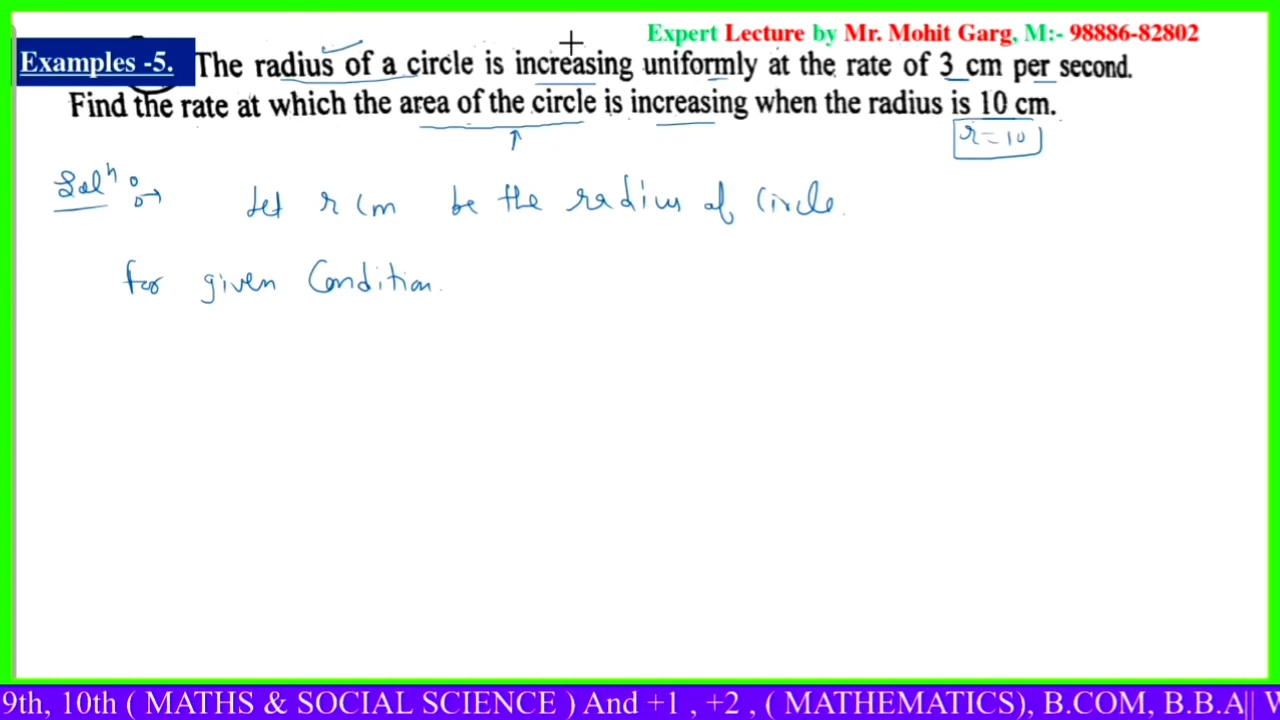 Expert Lecture by Mr. Mohit Garg, M:- 98886-82802
Examples -5. The radius of a circle is increasing uniformly at the rate of 3 cm per second.
Find the rate at which the area of the circle is increasing when the radius is 10 cm.
r=10
Solⁿ :→ Let r cm be the radius of circle.
for given Condition.
9th, 10th ( MATHS & SOCIAL SCIENCE ) And +1 , +2 , ( MATHEMATICS), B.COM, B.B.A|| W